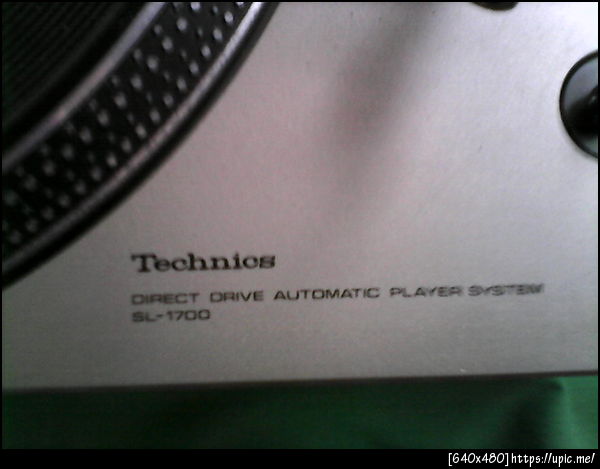 Technics
DIRECT DRIVE AUTOMATIC PLAYER SYSTEM
SL-1700
[640x480]https://upic.me/